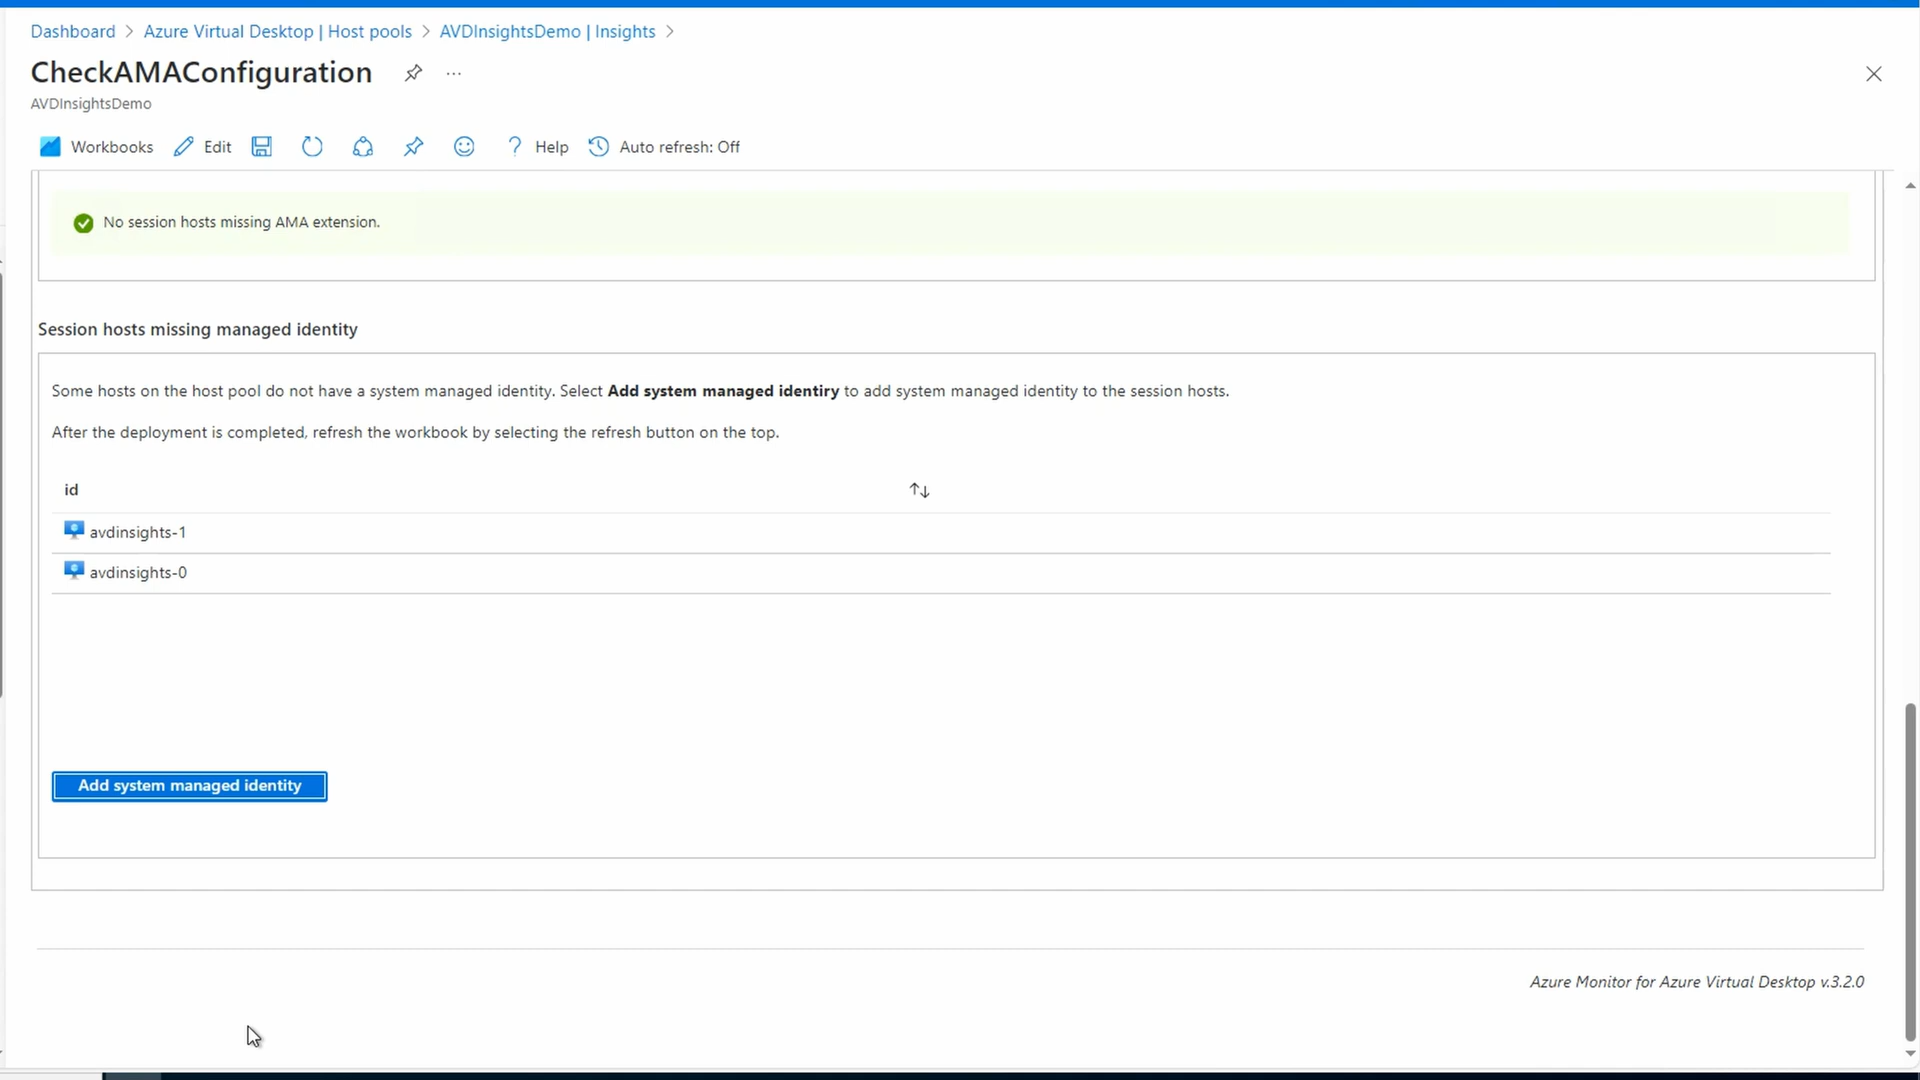 Dashboard > Azure Virtual Desktop | Host pools > AVDInsightsDemo | Insights >
CheckAMAConfiguration
AVDInsightsDemo
Workbooks Edit Help Auto refresh: Off
No session hosts missing AMA extension.
Session hosts missing managed identity
Some hosts on the host pool do not have a system managed identity. Select Add system managed identiry to add system managed identity to the session hosts.
After the deployment is completed, refresh the workbook by selecting the refresh button on the top.
id
avdinsights-1
avdinsights-0
Add system managed identity
Azure Monitor for Azure Virtual Desktop v.3.2.0